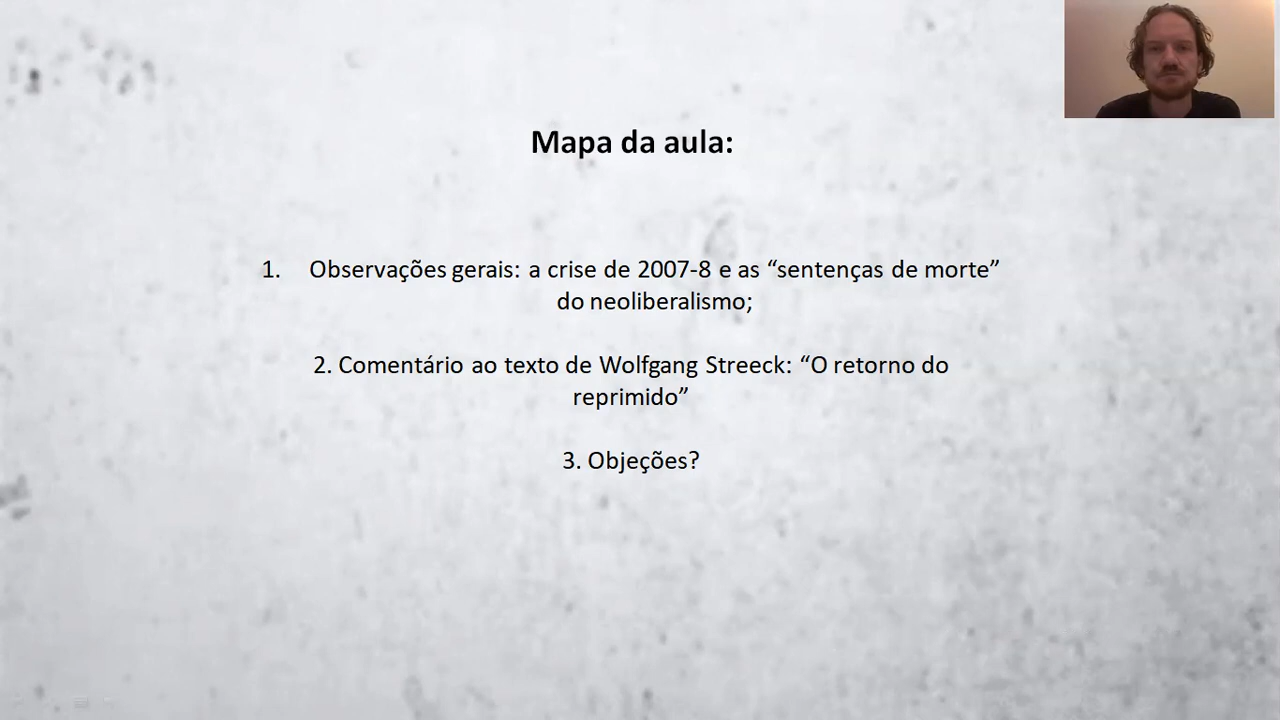 Mapa da aula:
1. Observações gerais: a crise de 2007-8 e as “sentenças de morte”
do neoliberalismo;
2. Comentário ao texto de Wolfgang Streeck: “O retorno do
reprimido”
3. Objeções?